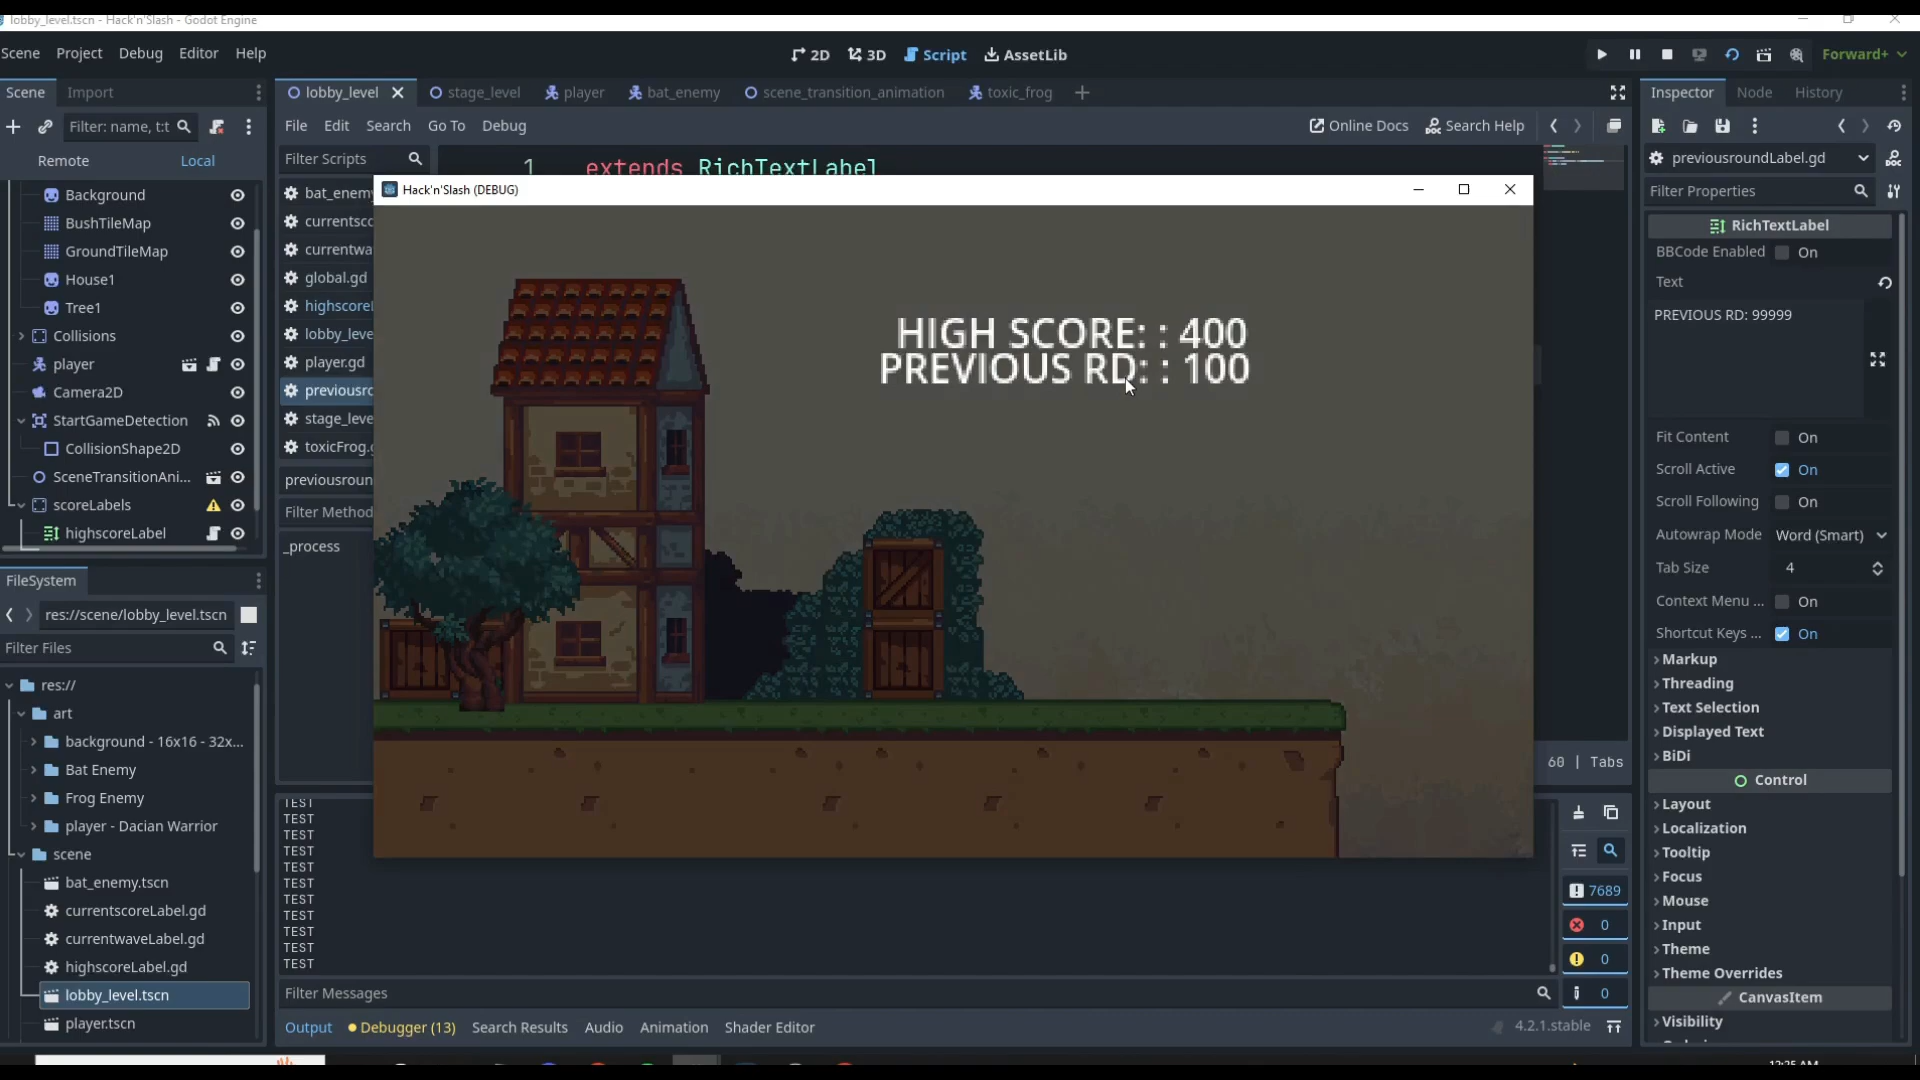 lobby_level.tscn - Hack'n'Slash - Godot Engine
Scene Project Debug Editor Help
2D 3D Script AssetLib
Forward+
Scene Import
Filter: name, t:t
Remote Local
Background
BushTileMap
GroundTileMap
House1
Tree1
Collisions
player
Camera2D
StartGameDetection
CollisionShape2D
SceneTransitionAni...
scoreLabels
highscoreLabel
FileSystem
res://scene/lobby_level.tscn
Filter Files
res://
art
background - 16x16 - 32x...
Bat Enemy
Frog Enemy
player - Dacian Warrior
scene
bat_enemy.tscn
currentscoreLabel.gd
currentwaveLabel.gd
highscoreLabel.gd
lobby_level.tscn
player.tscn
lobby_level stage_level player bat_enemy scene_transition_animation toxic_frog
File Edit Search Go To Debug
Online Docs Search Help
Filter Scripts
1 extends RichTextLabel
bat_enemy
currentsco
currentwa
global.gd
highscorel
lobby_leve
player.gd
previousro
stage_leve
toxicFrog.g
previousroun
Filter Method
_process
Hack'n'Slash (DEBUG)
HIGH SCORE: : 400
PREVIOUS RD: : 100
60 | Tabs
TEST
TEST
TEST
TEST
TEST
TEST
TEST
TEST
TEST
TEST
TEST
7689
0
0
0
Filter Messages
Output Debugger (13) Search Results Audio Animation Shader Editor
4.2.1.stable
Inspector Node History
previousroundLabel.gd
Filter Properties
RichTextLabel
BBCode Enabled On
Text
PREVIOUS RD: 99999
Fit Content On
Scroll Active On
Scroll Following On
Autowrap Mode Word (Smart)
Tab Size 4
Context Menu ... On
Shortcut Keys ... On
Markup
Threading
Text Selection
Displayed Text
BiDi
Control
Layout
Localization
Tooltip
Focus
Mouse
Input
Theme
Theme Overrides
CanvasItem
Visibility